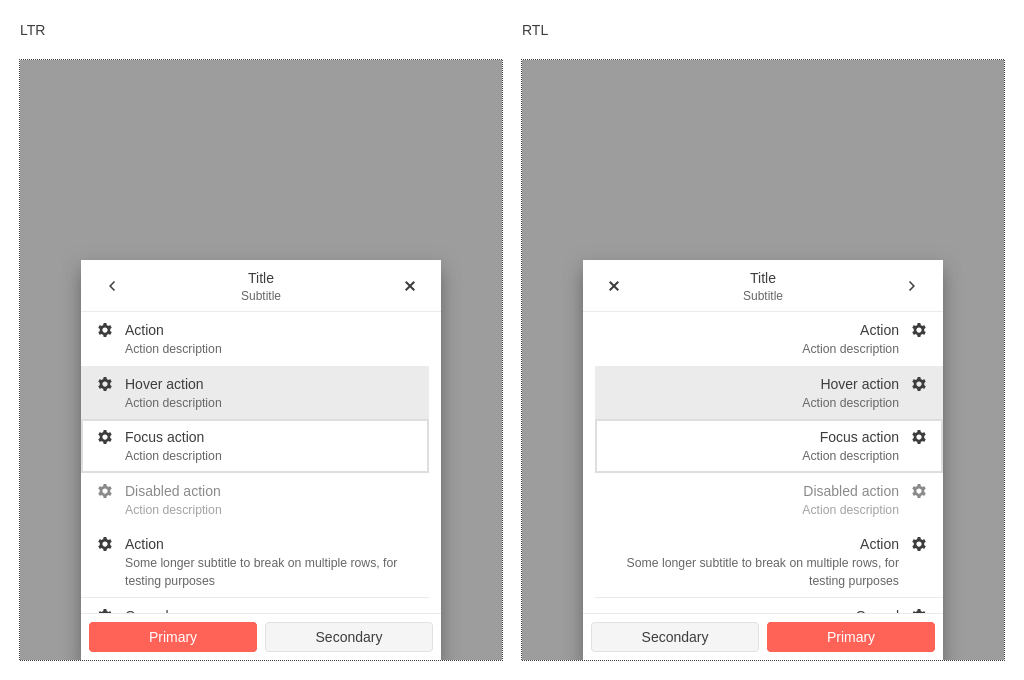 LTR
Title
Subtitle
Action
Action description
Hover action
Action description
Focus action
Action description
Disabled action
Action description
Action
Some longer subtitle to break on multiple rows, for
testing purposes
Primary
Secondary
RTL
Title
Subtitle
Action
Action description
Hover action
Action description
Focus action
Action description
Disabled action
Action description
Action
Some longer subtitle to break on multiple rows, for
testing purposes
Secondary
Primary